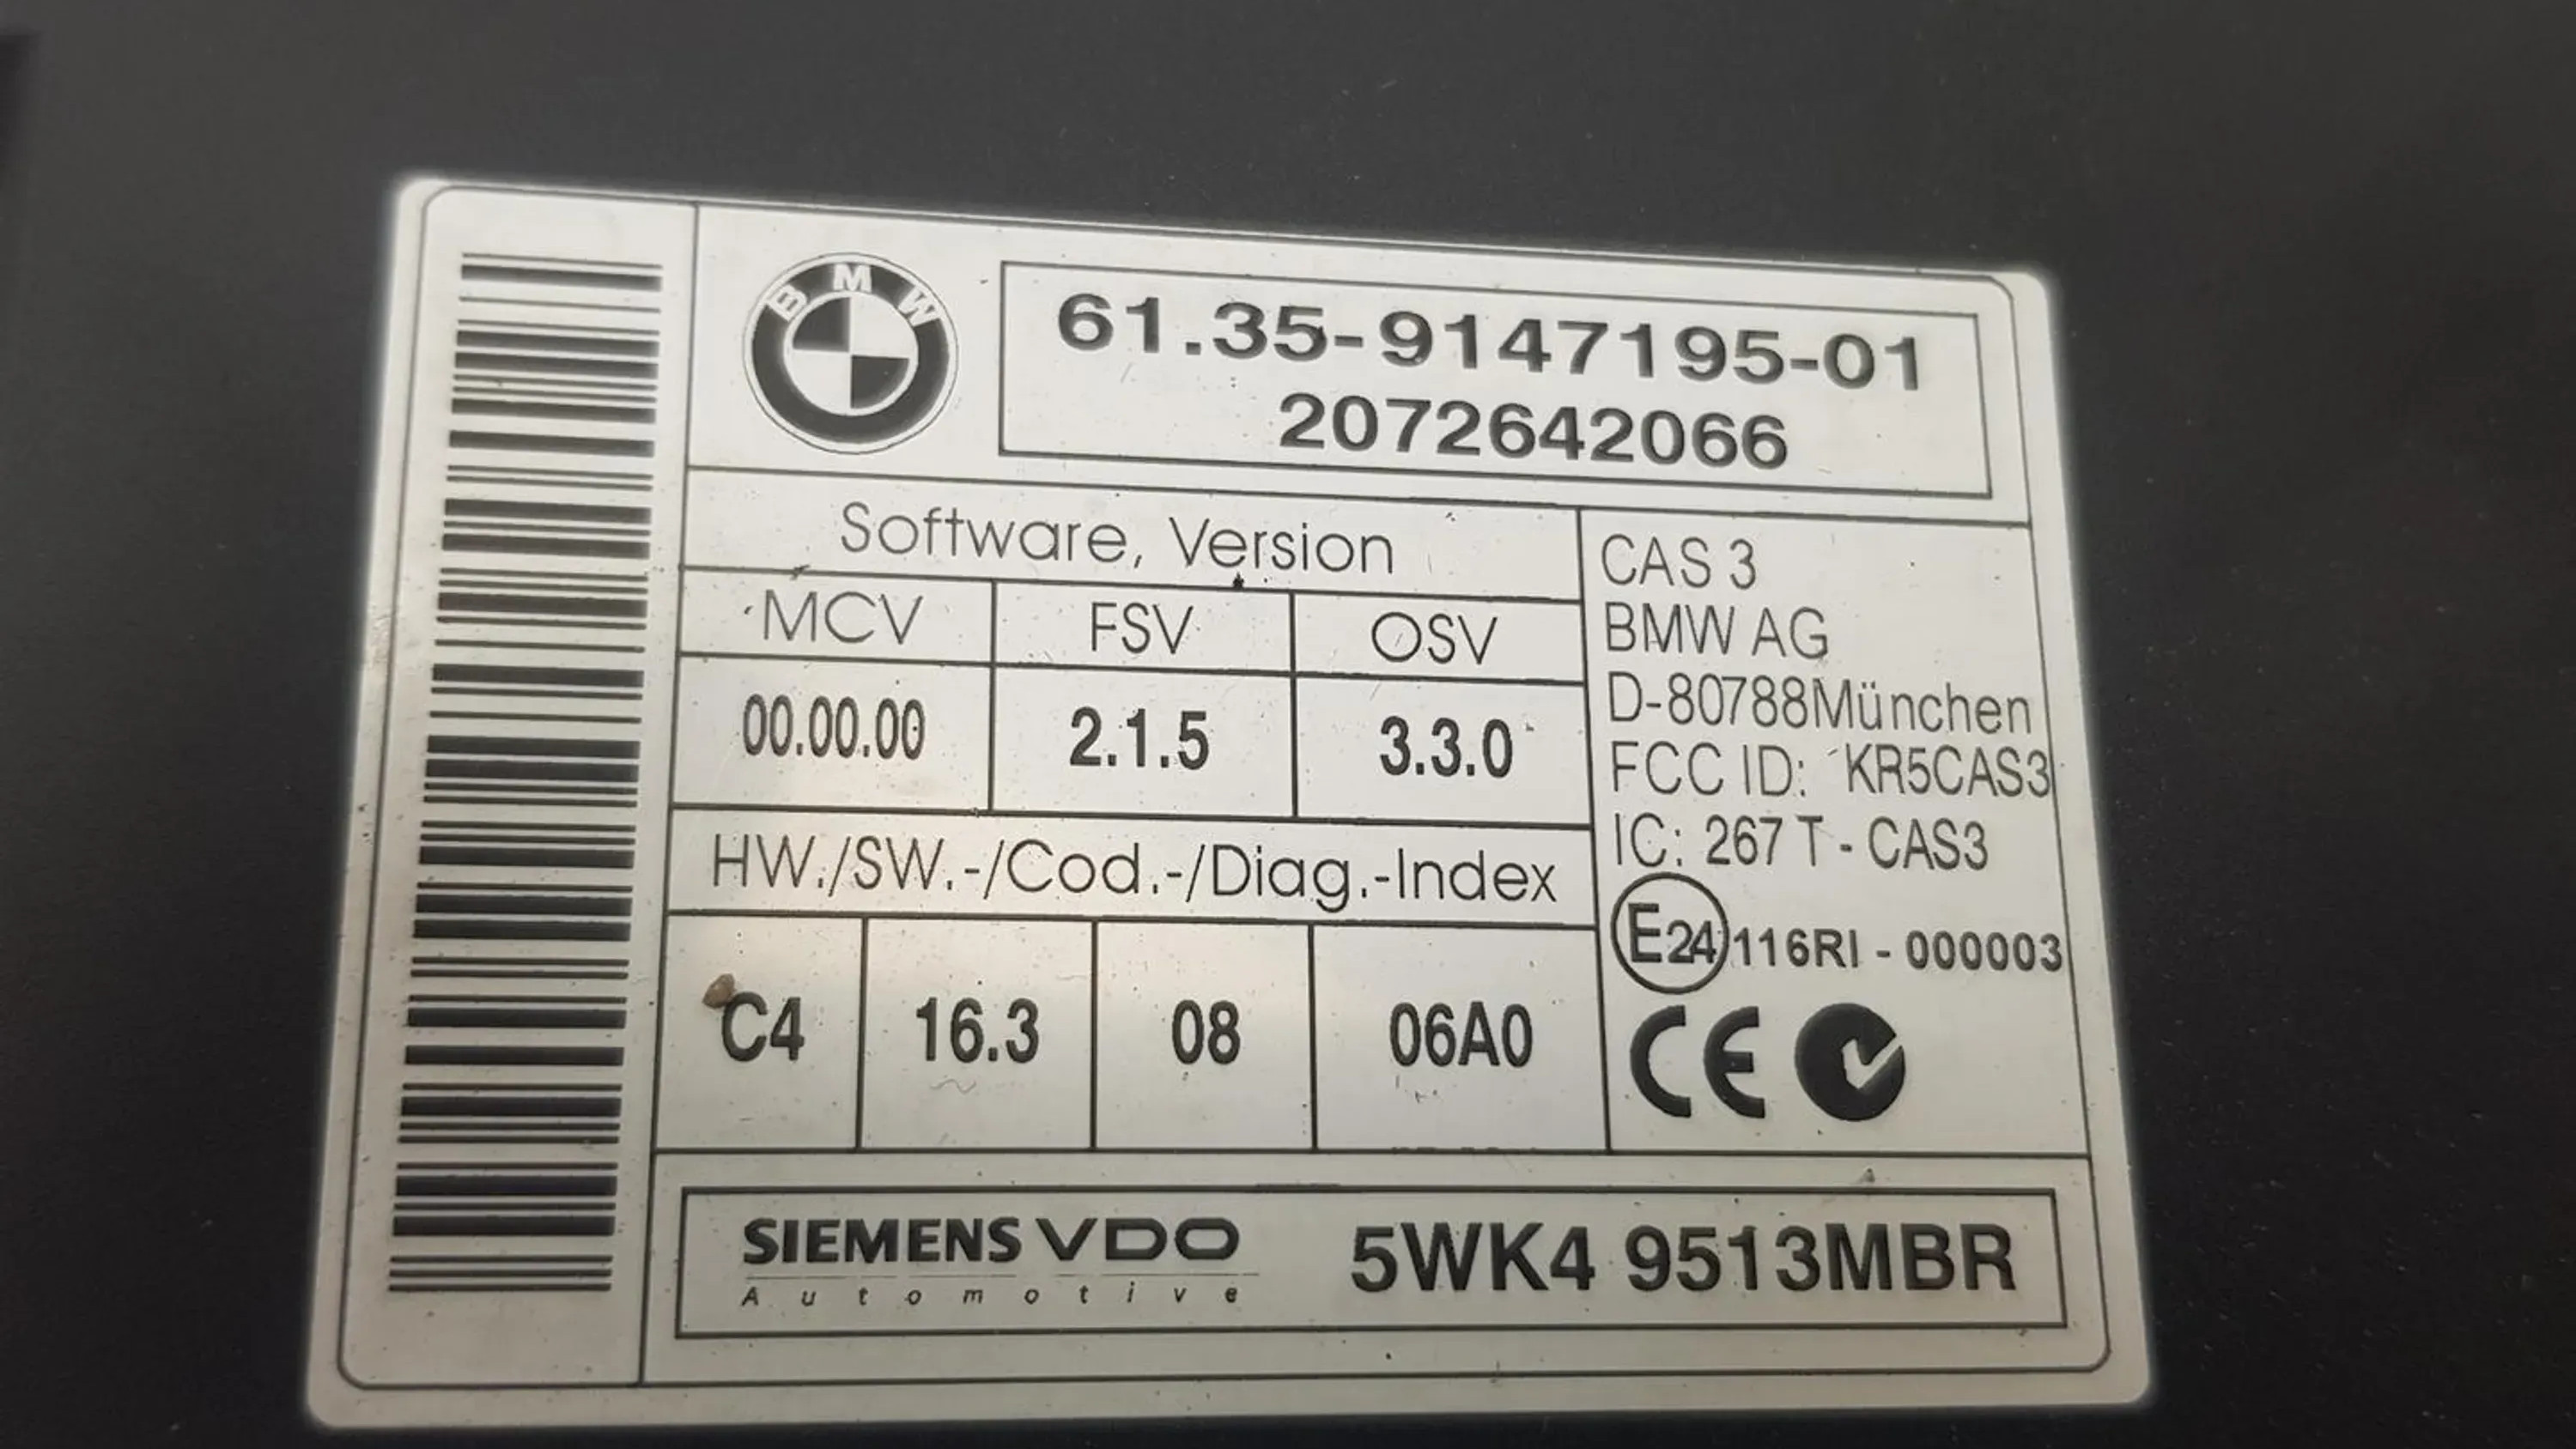 BMW
61.35-9147195-01
2072642066
Software, Version
MCV FSV OSV
00.00.00 2.1.5 3.3.0
HW./SW.-/Cod.-/Diag.-Index
C4 16.3 08 06A0
CAS 3
BMW AG
D-80788München
FCC ID: KR5CAS3
IC: 267 T - CAS3
E24 116RI - 000003
CE
SIEMENS VDO
Automotive
5WK4 9513MBR